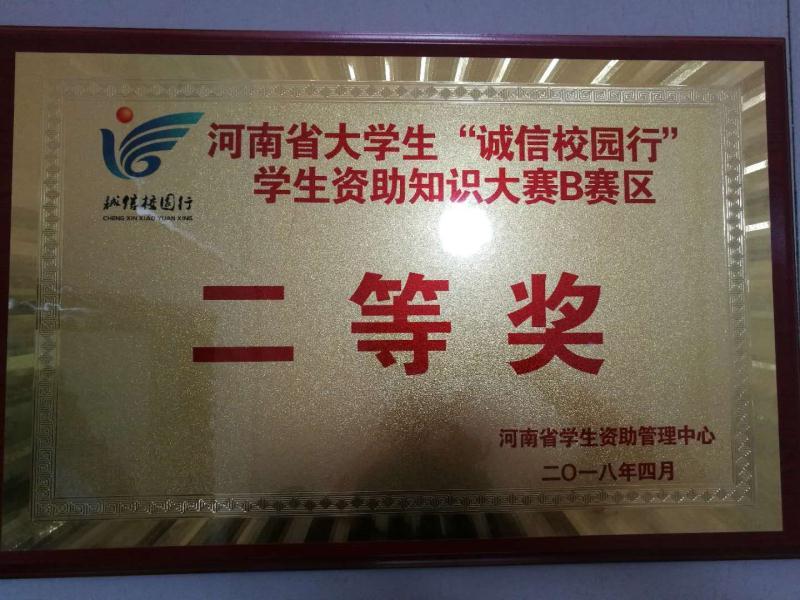 河南省大学生“诚信校园行”
学生资助知识大赛B赛区
诚信校园行
CHENG XIN XIAO YUAN XING
二等奖
河南省学生资助管理中心
二〇一八年四月